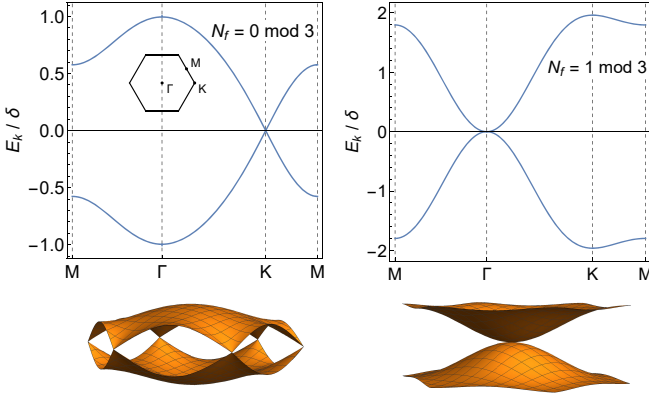 N_f = 0 mod 3
E_k / δ
1.0
0.5
0.0
−0.5
−1.0
M
Γ
K
M
Γ
K
M
N_f = 1 mod 3
E_k / δ
2
1
0
−1
−2
M
Γ
K
M